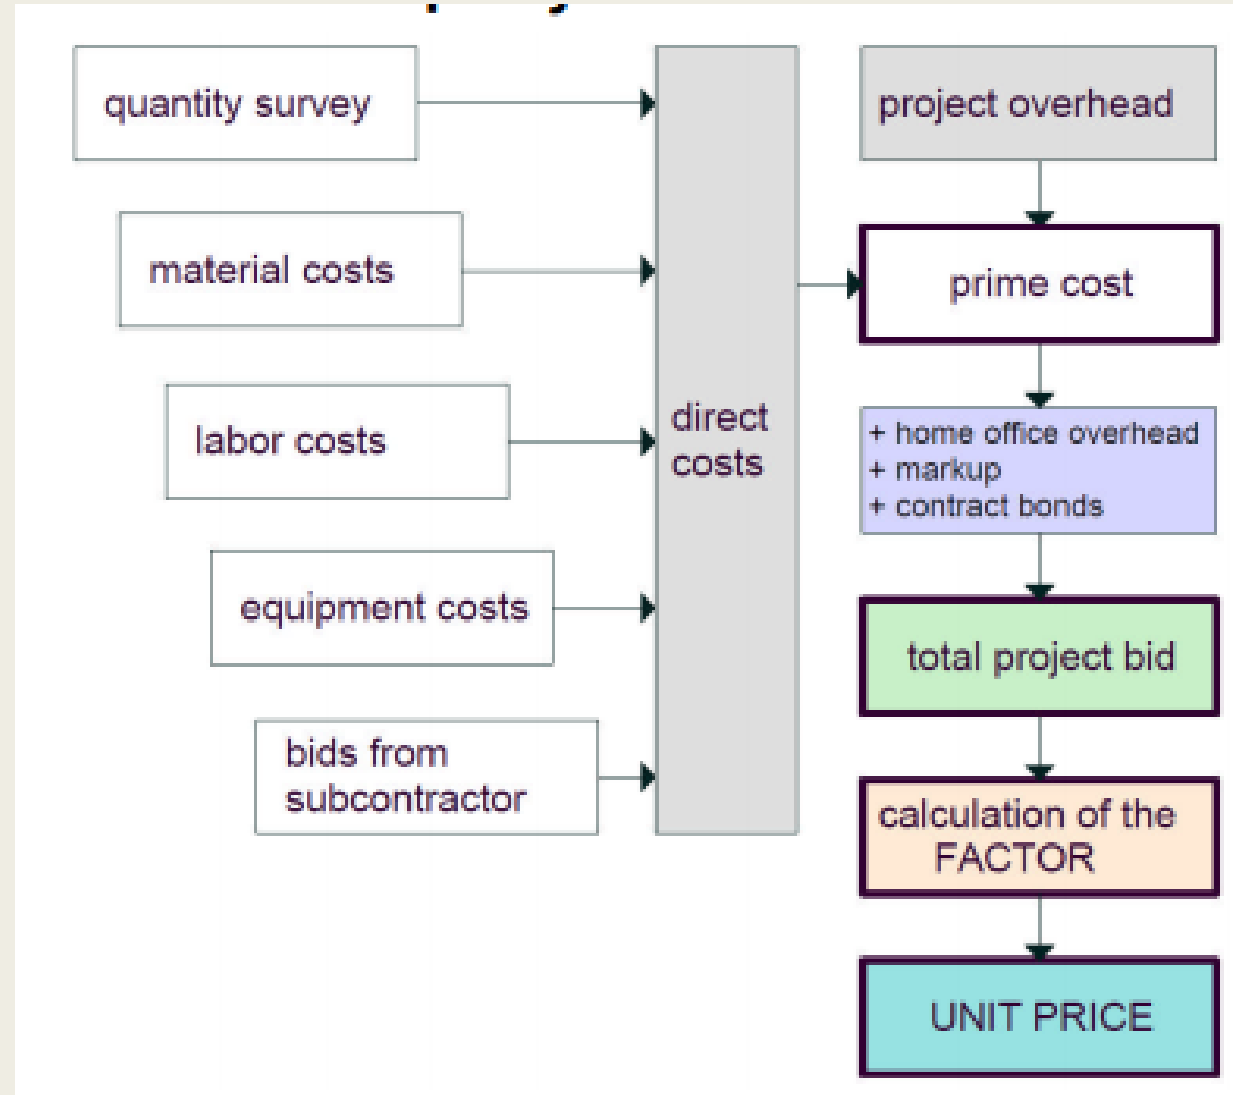 quantity survey
material costs
labor costs
equipment costs
bids from
subcontractor
direct
costs
project overhead
prime cost
+ home office overhead
+ markup
+ contract bonds
total project bid
calculation of the
FACTOR
UNIT PRICE